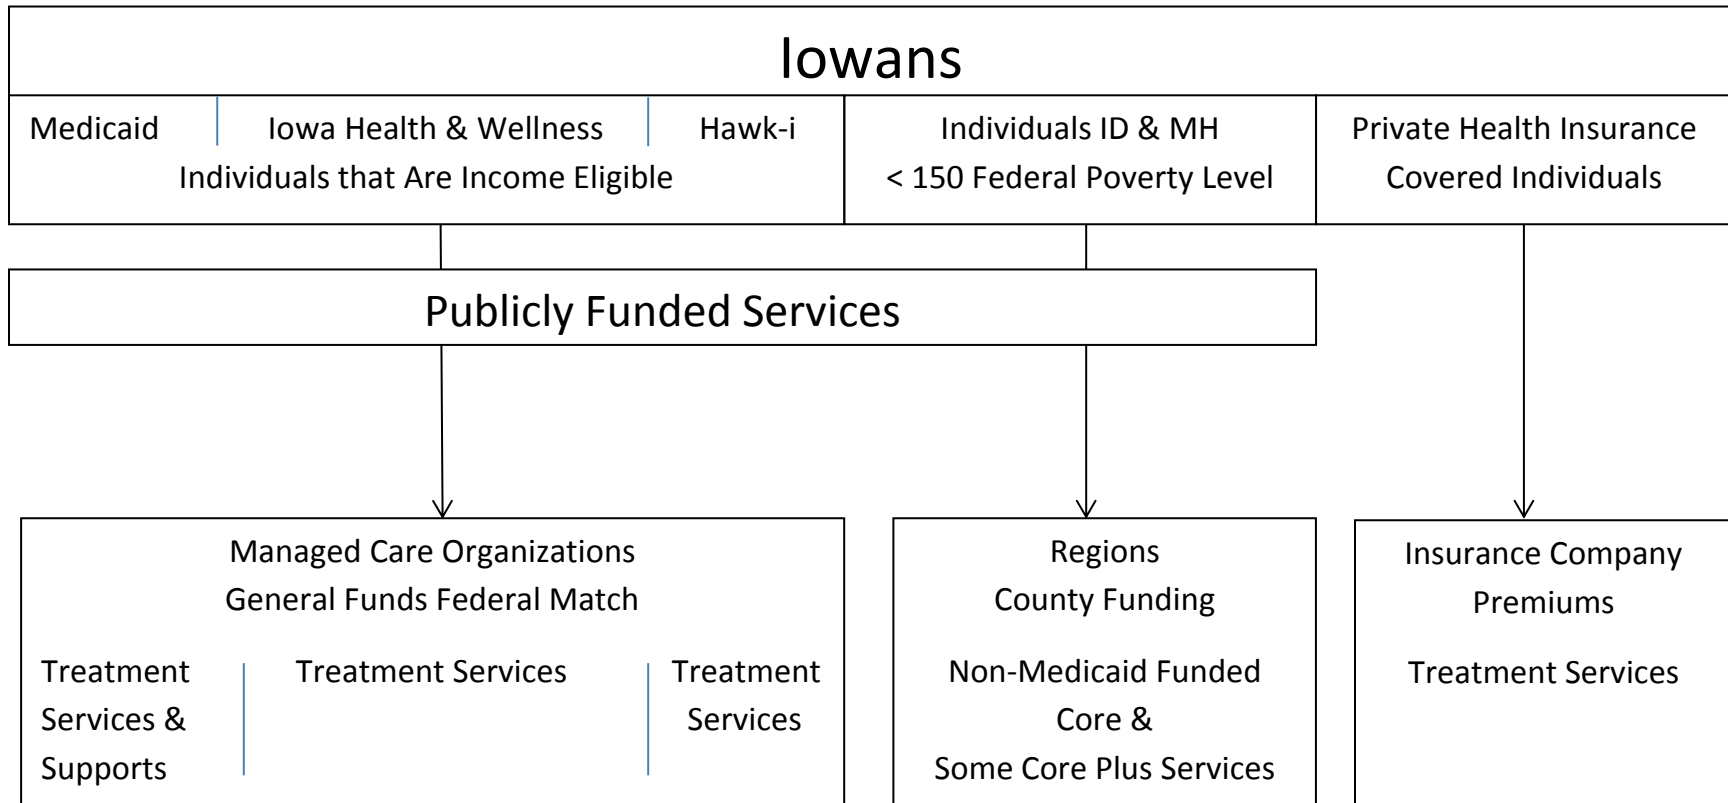 Iowans
Medicaid
Iowa Health & Wellness
Hawk-i
Individuals that Are Income Eligible
Individuals ID & MH
< 150 Federal Poverty Level
Private Health Insurance
Covered Individuals
Publicly Funded Services
Managed Care Organizations
General Funds Federal Match
Treatment
Services &
Supports
Treatment Services
Treatment
Services
Regions
County Funding
Non-Medicaid Funded
Core &
Some Core Plus Services
Insurance Company
Premiums
Treatment Services